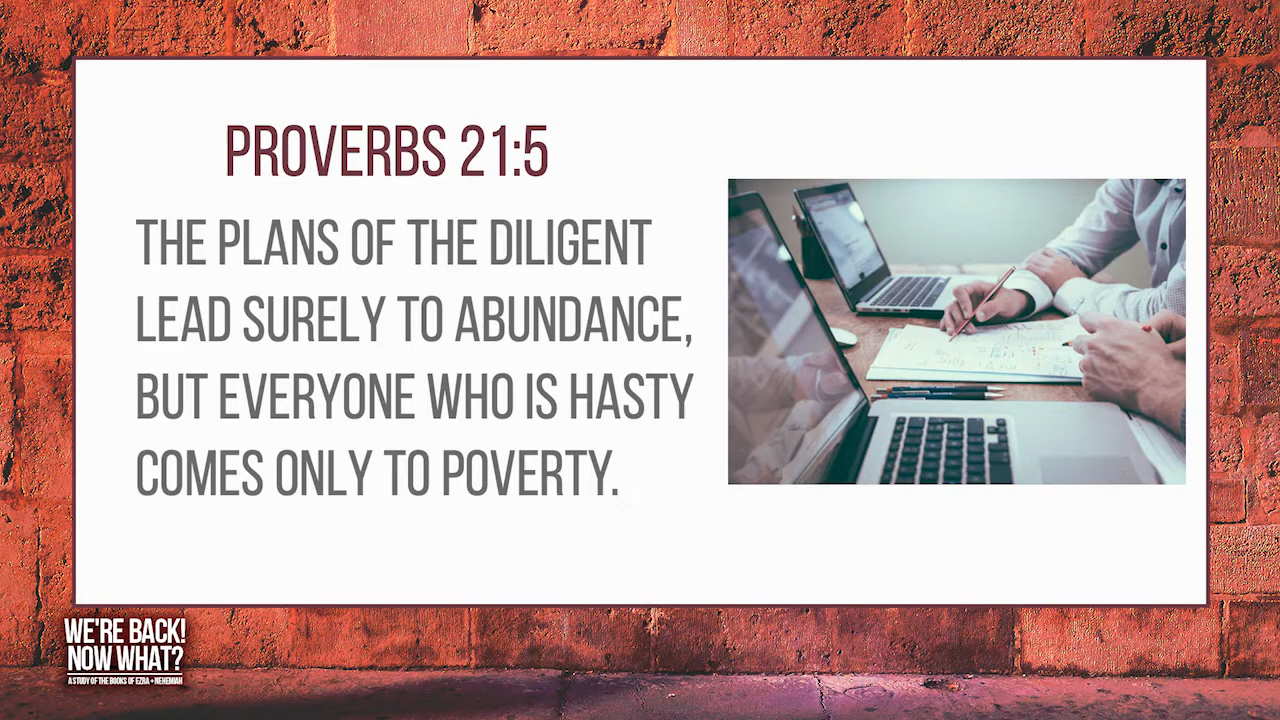 PROVERBS 21:5
THE PLANS OF THE DILIGENT
LEAD SURELY TO ABUNDANCE,
BUT EVERYONE WHO IS HASTY
COMES ONLY TO POVERTY.
WE'RE BACK!
NOW WHAT?
A STUDY OF THE BOOKS OF EZRA + NEHEMIAH